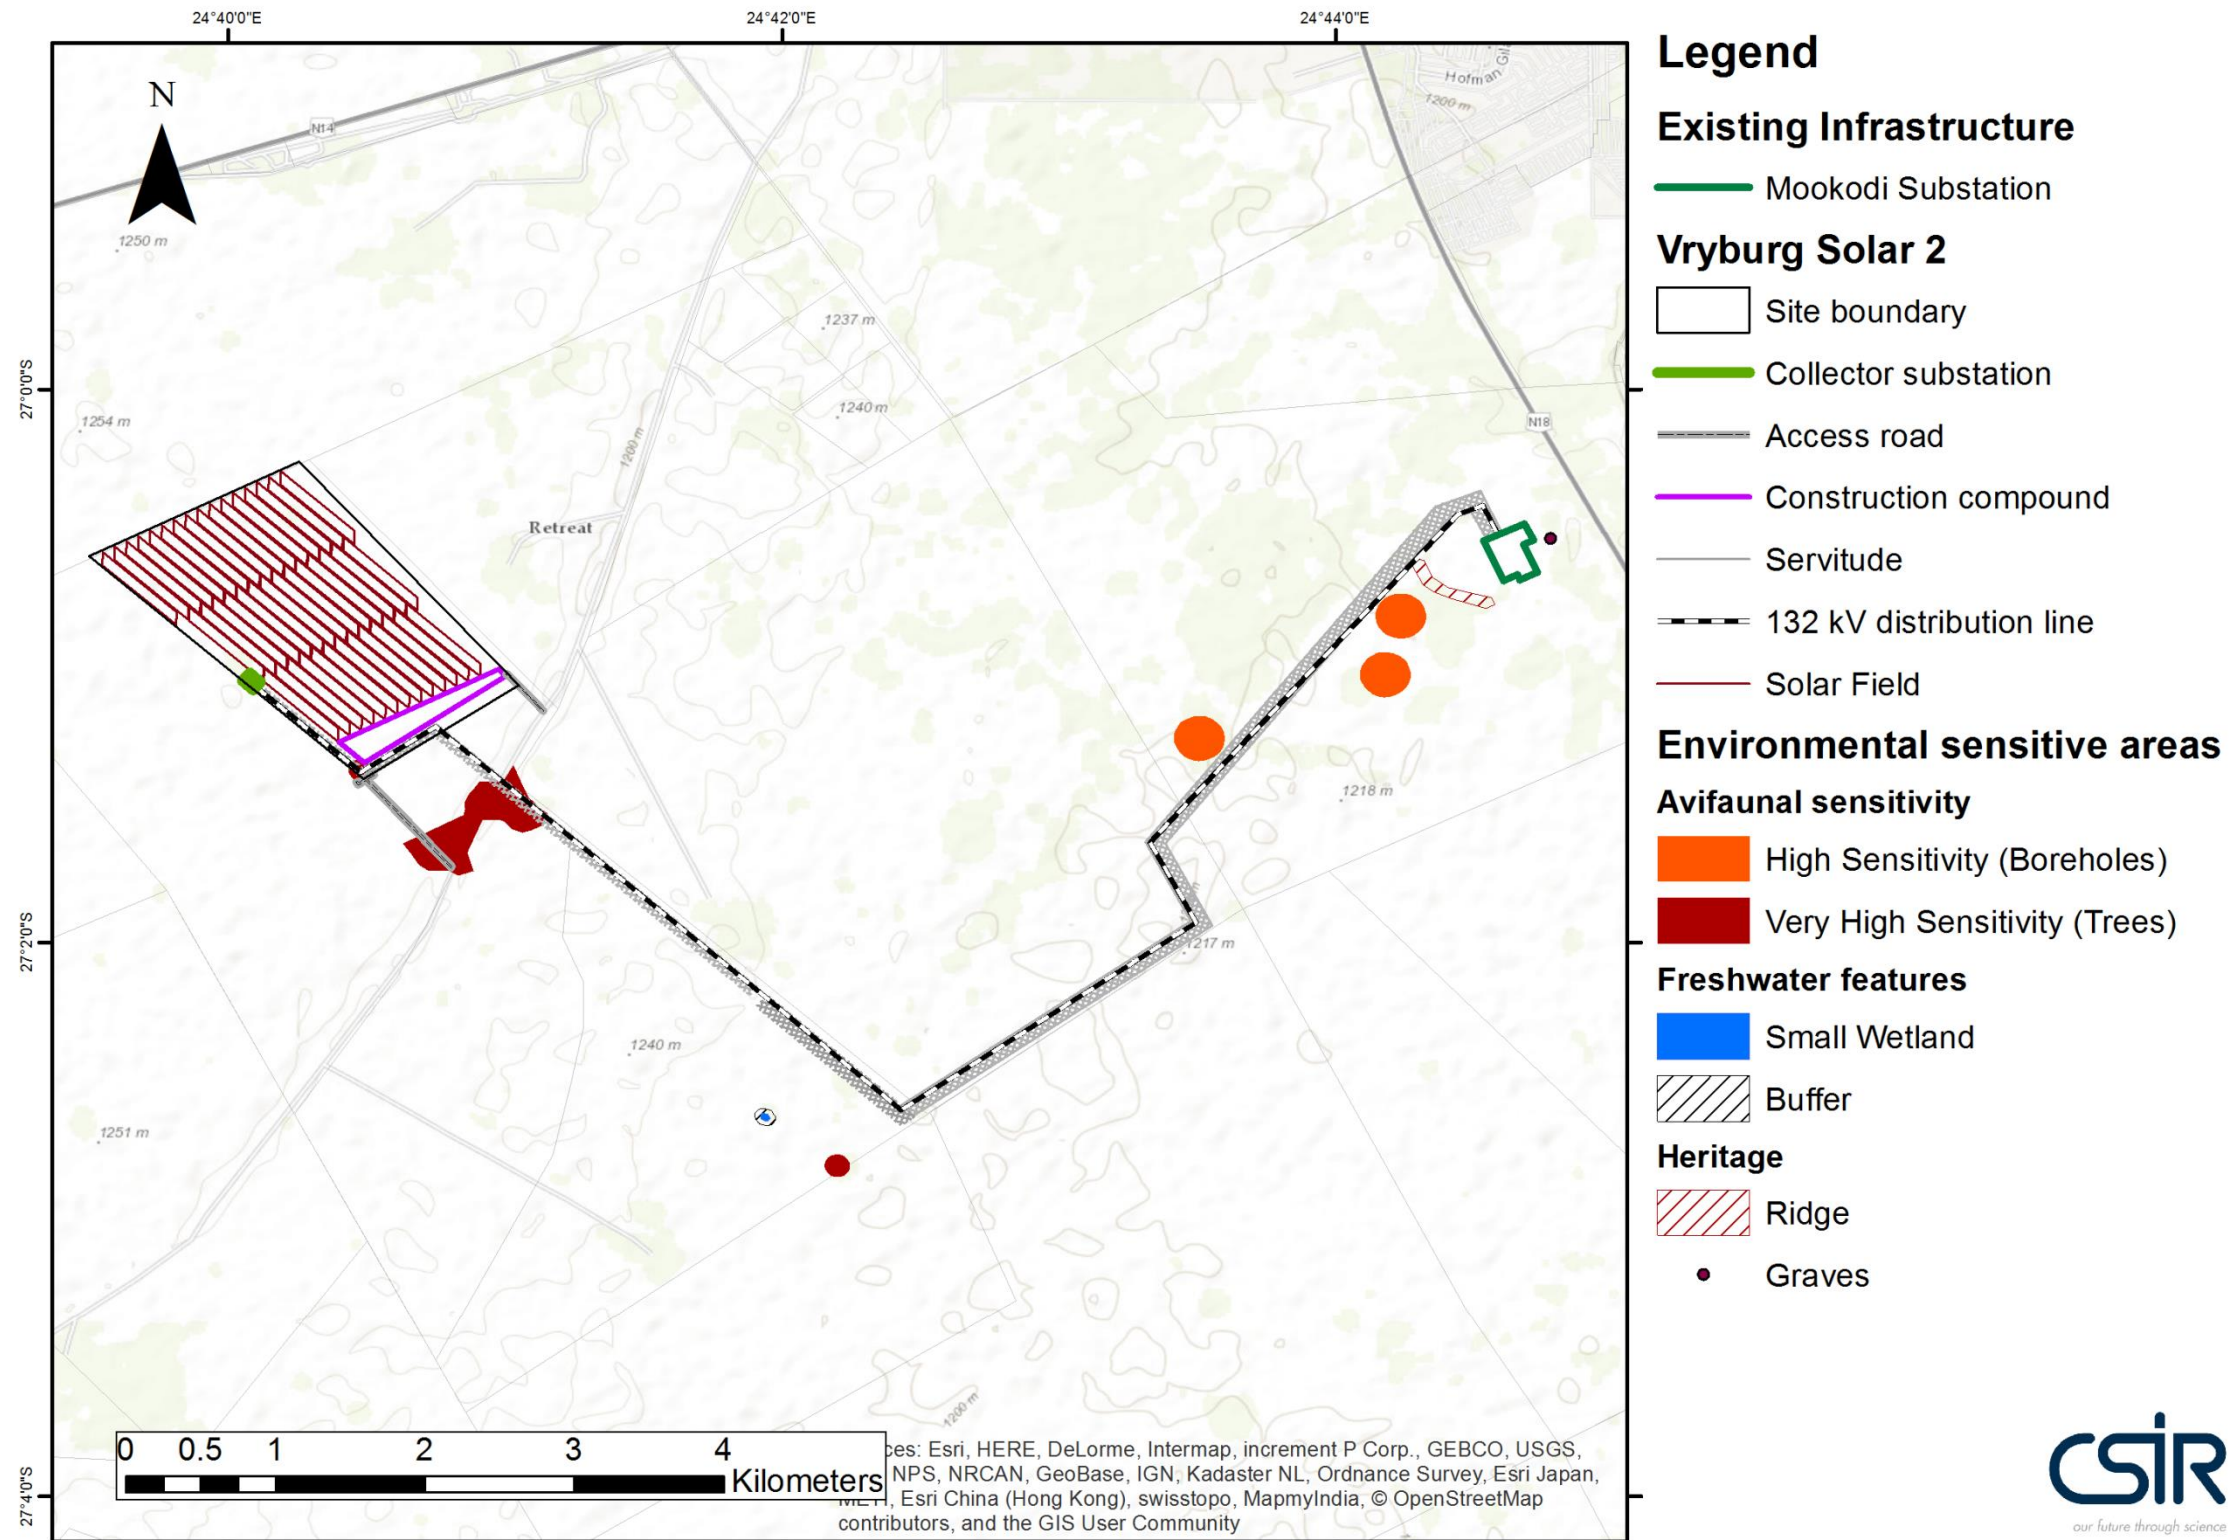 24°40'0"E
24°42'0"E
24°44'0"E
27°0'0"S
27°2'0"S
27°4'0"S
N
N14
1250 m
1254 m
1237 m
1240 m
1200 m
Retreat
Hofman
1200 m
N18
1218 m
1217 m
1240 m
1251 m
1200 m
0 0.5 1 2 3 4
Kilometers
ces: Esri, HERE, DeLorme, Intermap, increment P Corp., GEBCO, USGS,
NPS, NRCAN, GeoBase, IGN, Kadaster NL, Ordnance Survey, Esri Japan,
Esri China (Hong Kong), swisstopo, MapmyIndia, © OpenStreetMap
contributors, and the GIS User Community
Legend
Existing Infrastructure
Mookodi Substation
Vryburg Solar 2
Site boundary
Collector substation
Access road
Construction compound
Servitude
132 kV distribution line
Solar Field
Environmental sensitive areas
Avifaunal sensitivity
High Sensitivity (Boreholes)
Very High Sensitivity (Trees)
Freshwater features
Small Wetland
Buffer
Heritage
Ridge
Graves
CSIR
our future through science